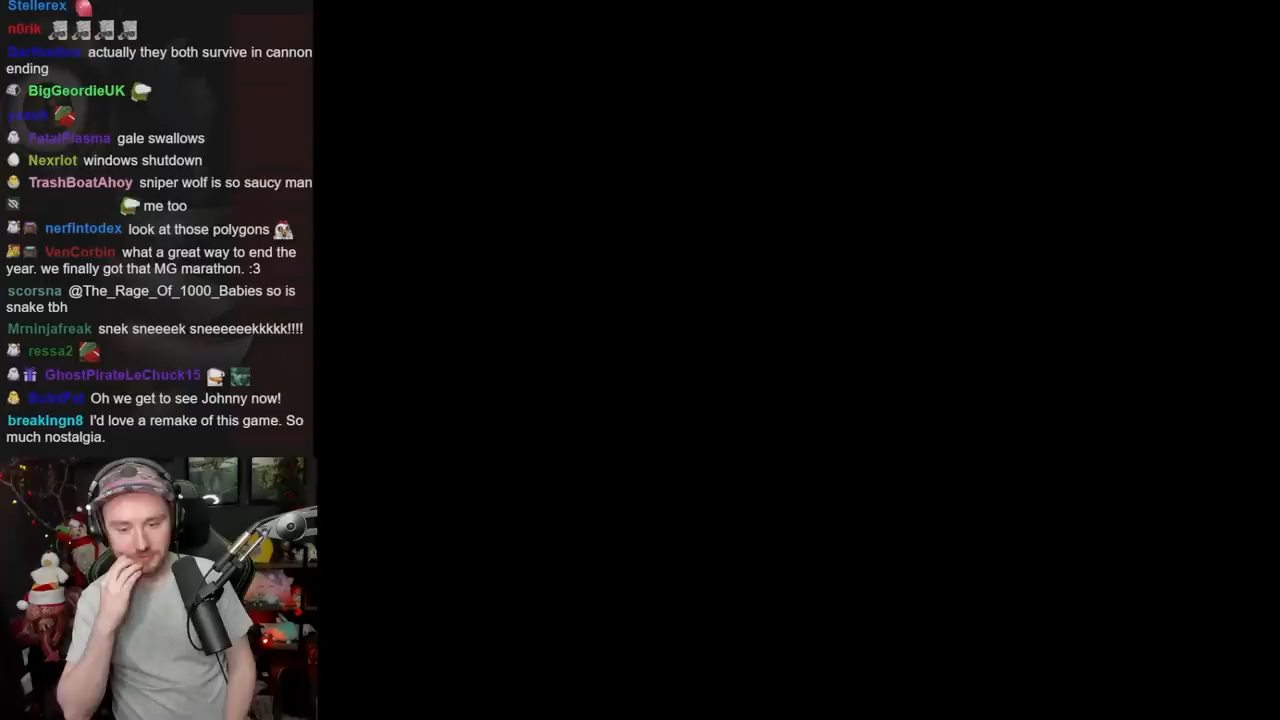 Stellerex
n0rik
actually they both survive in cannon
ending
BigGeordieUK
FatalPlasma gale swallows
Nexrlot windows shutdown
TrashBoatAhoy sniper wolf is so saucy man
me too
nerfintodex look at those polygons
VenCorbin what a great way to end the
year. we finally got that MG marathon. :3
scorsna @The_Rage_Of_1000_Babies so is
snake tbh
Mrninjafreak snek sneeeek sneeeeeekkkkk!!!!
ressa2
GhostPirateLeChuck15
Oh we get to see Johnny now!
breakingn8 I'd love a remake of this game. So
much nostalgia.